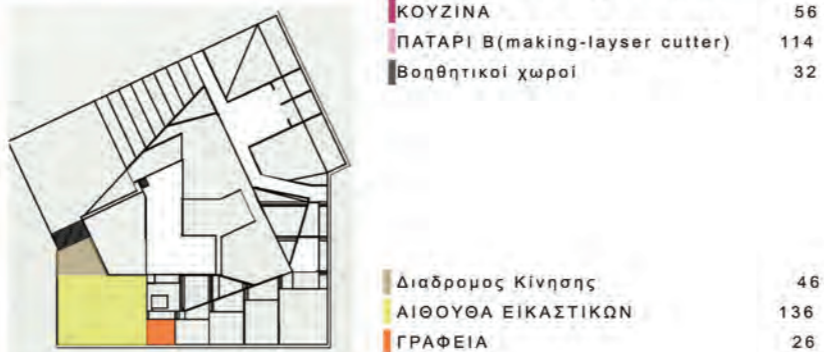 ΚΟΥΖΙΝΑ 56
ΠΑΤΑΡΙ Β(making-layser cutter) 114
Βοηθητικοί χωροί 32
Διαδρομος Κίνησης 46
ΑΙΘΟΥΘΑ ΕΙΚΑΣΤΙΚΩΝ 136
ΓΡΑΦΕΙΑ 26